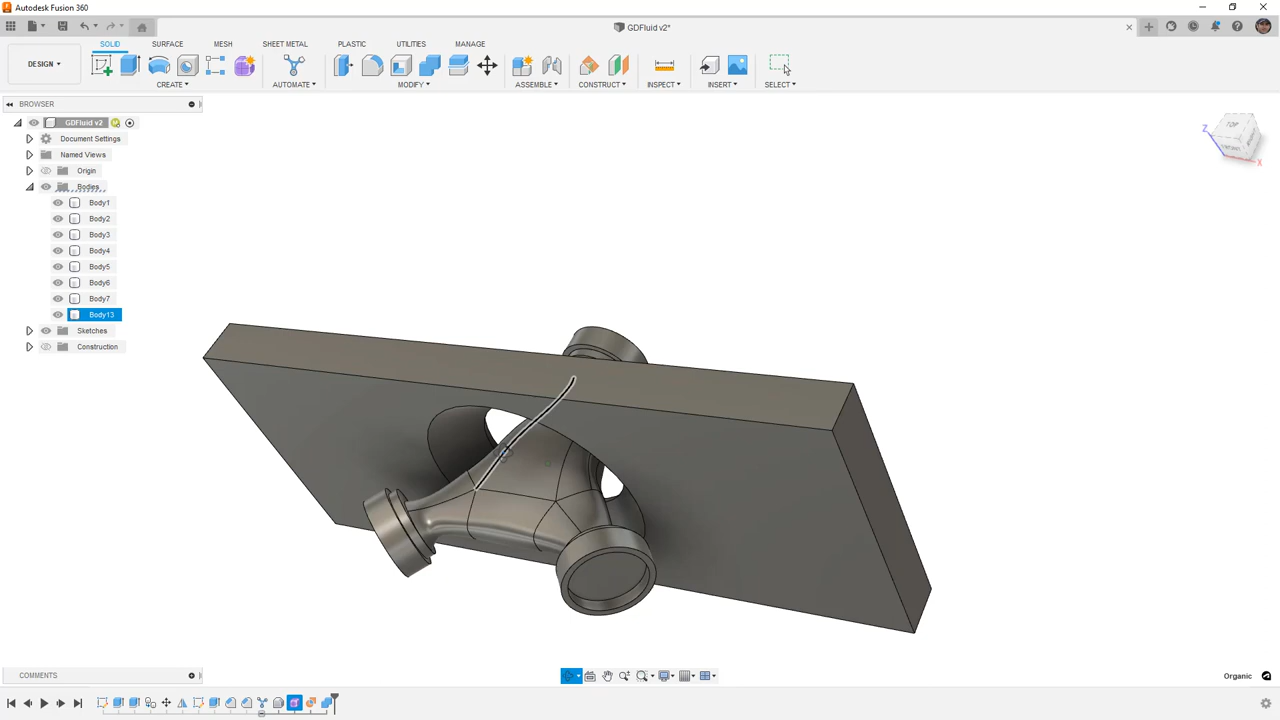 Autodesk Fusion 360
GDFluid v2*
DESIGN
SOLID SURFACE MESH SHEET METAL PLASTIC UTILITIES MANAGE
CREATE AUTOMATE MODIFY ASSEMBLE CONSTRUCT INSPECT INSERT SELECT
BROWSER
GDFluid v2
Document Settings
Named Views
Origin
Bodies
Body1
Body2
Body3
Body4
Body5
Body6
Body7
Body13
Sketches
Construction
TOP
Z
X
COMMENTS
Organic